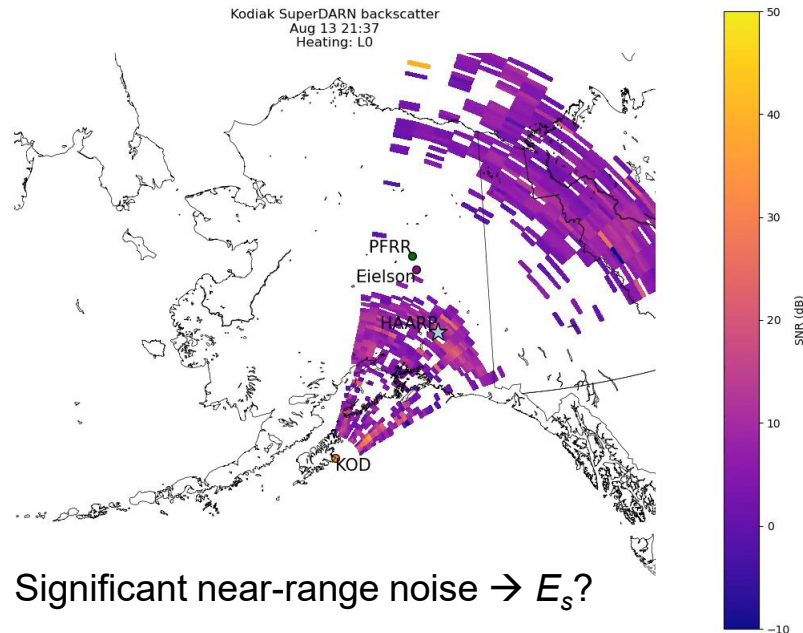 Kodiak SuperDARN backscatter
Aug 13 21:37
Heating: L0
50
40
30
20
10
0
−10
SNR (dB)
PFRR
Eielson
HAARP
KOD
Significant near-range noise → Es?